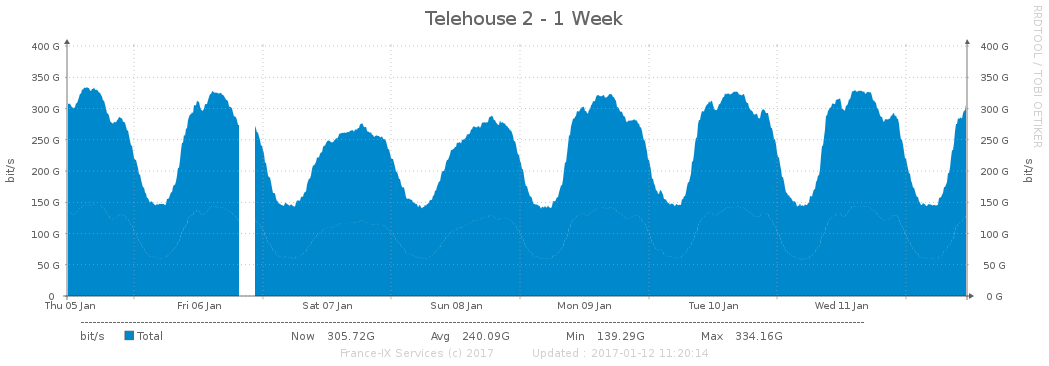 Telehouse 2 - 1 Week
RRDTOOL / TOBI OETIKER
400 G 400 G
350 G 350 G
300 G 300 G
250 G 250 G
200 G 200 G
150 G 150 G
100 G 100 G
50 G 50 G
0 0 G
bit/s
bit/s
Thu 05 Jan Fri 06 Jan Sat 07 Jan Sun 08 Jan Mon 09 Jan Tue 10 Jan Wed 11 Jan
bit/s Total Now 305.72G Avg 240.09G Min 139.29G Max 334.16G
France-IX Services (c) 2017 Updated : 2017-01-12 11:20:14